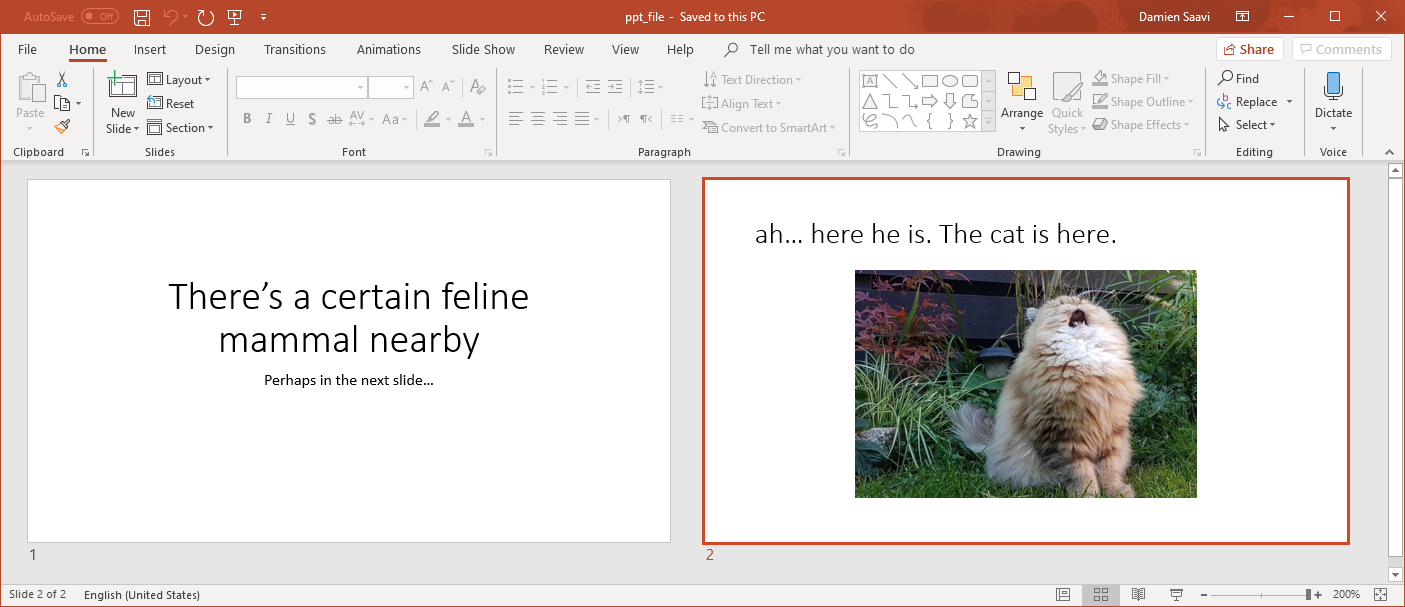 AutoSave Off
ppt_file - Saved to this PC
Damien Saavi
File Home Insert Design Transitions Animations Slide Show Review View Help Tell me what you want to do
Share Comments
Paste
Clipboard
New
Slide
Layout
Reset
Section
Slides
B I U S ab AV Aa A
Font
Paragraph
Text Direction
Align Text
Convert to SmartArt
Drawing
Arrange
Quick
Styles
Shape Fill
Shape Outline
Shape Effects
Find
Replace
Select
Editing
Dictate
Voice
There’s a certain feline
mammal nearby
Perhaps in the next slide...
1
ah... here he is. The cat is here.
2
Slide 2 of 2 English (United States)
200%